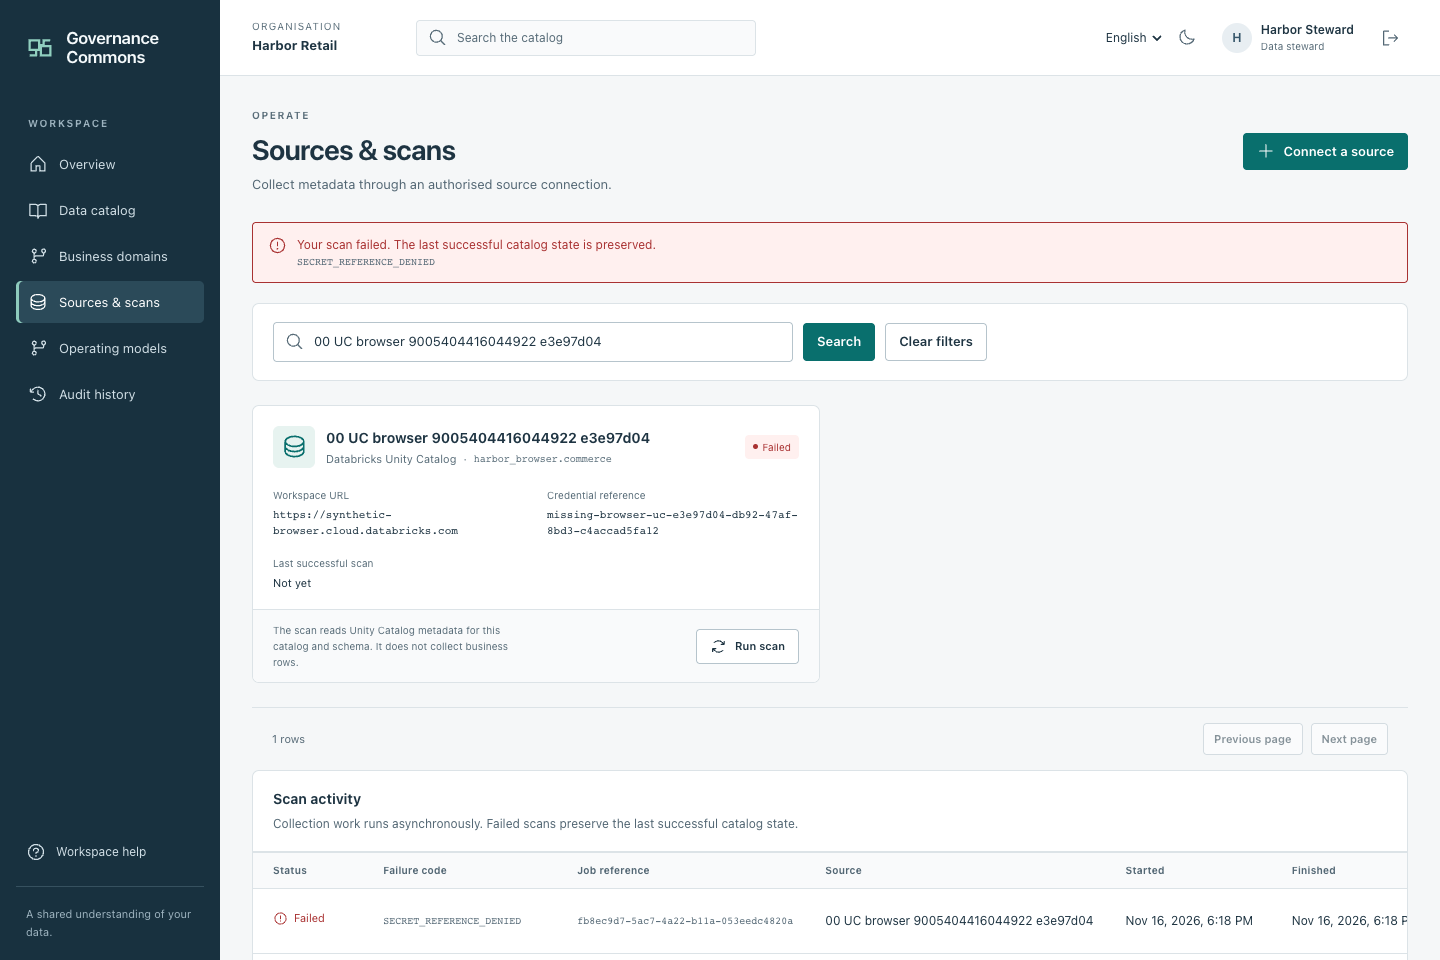 Governance
Commons
WORKSPACE
Overview
Data catalog
Business domains
Sources & scans
Operating models
Audit history
Workspace help
A shared understanding of your
data.
ORGANISATION
Harbor Retail
Search the catalog
English
H
Harbor Steward
Data steward
OPERATE
Sources & scans
Collect metadata through an authorised source connection.
Connect a source
Your scan failed. The last successful catalog state is preserved.
SECRET_REFERENCE_DENIED
00 UC browser 9005404416044922 e3e97d04
Search
Clear filters
00 UC browser 9005404416044922 e3e97d04
Databricks Unity Catalog · harbor_browser.commerce
Failed
Workspace URL
https://synthetic-
browser.cloud.databricks.com
Credential reference
missing-browser-uc-e3e97d04-db92-47af-
8bd3-c4accad5fa12
Last successful scan
Not yet
The scan reads Unity Catalog metadata for this
catalog and schema. It does not collect business
rows.
Run scan
1 rows
Previous page
Next page
Scan activity
Collection work runs asynchronously. Failed scans preserve the last successful catalog state.
Status Failure code Job reference Source Started Finished
Failed SECRET_REFERENCE_DENIED fb8ec9d7-5ac7-4a22-b11a-053eedc4820a 00 UC browser 9005404416044922 e3e97d04 Nov 16, 2026, 6:18 PM Nov 16, 2026, 6:18 P